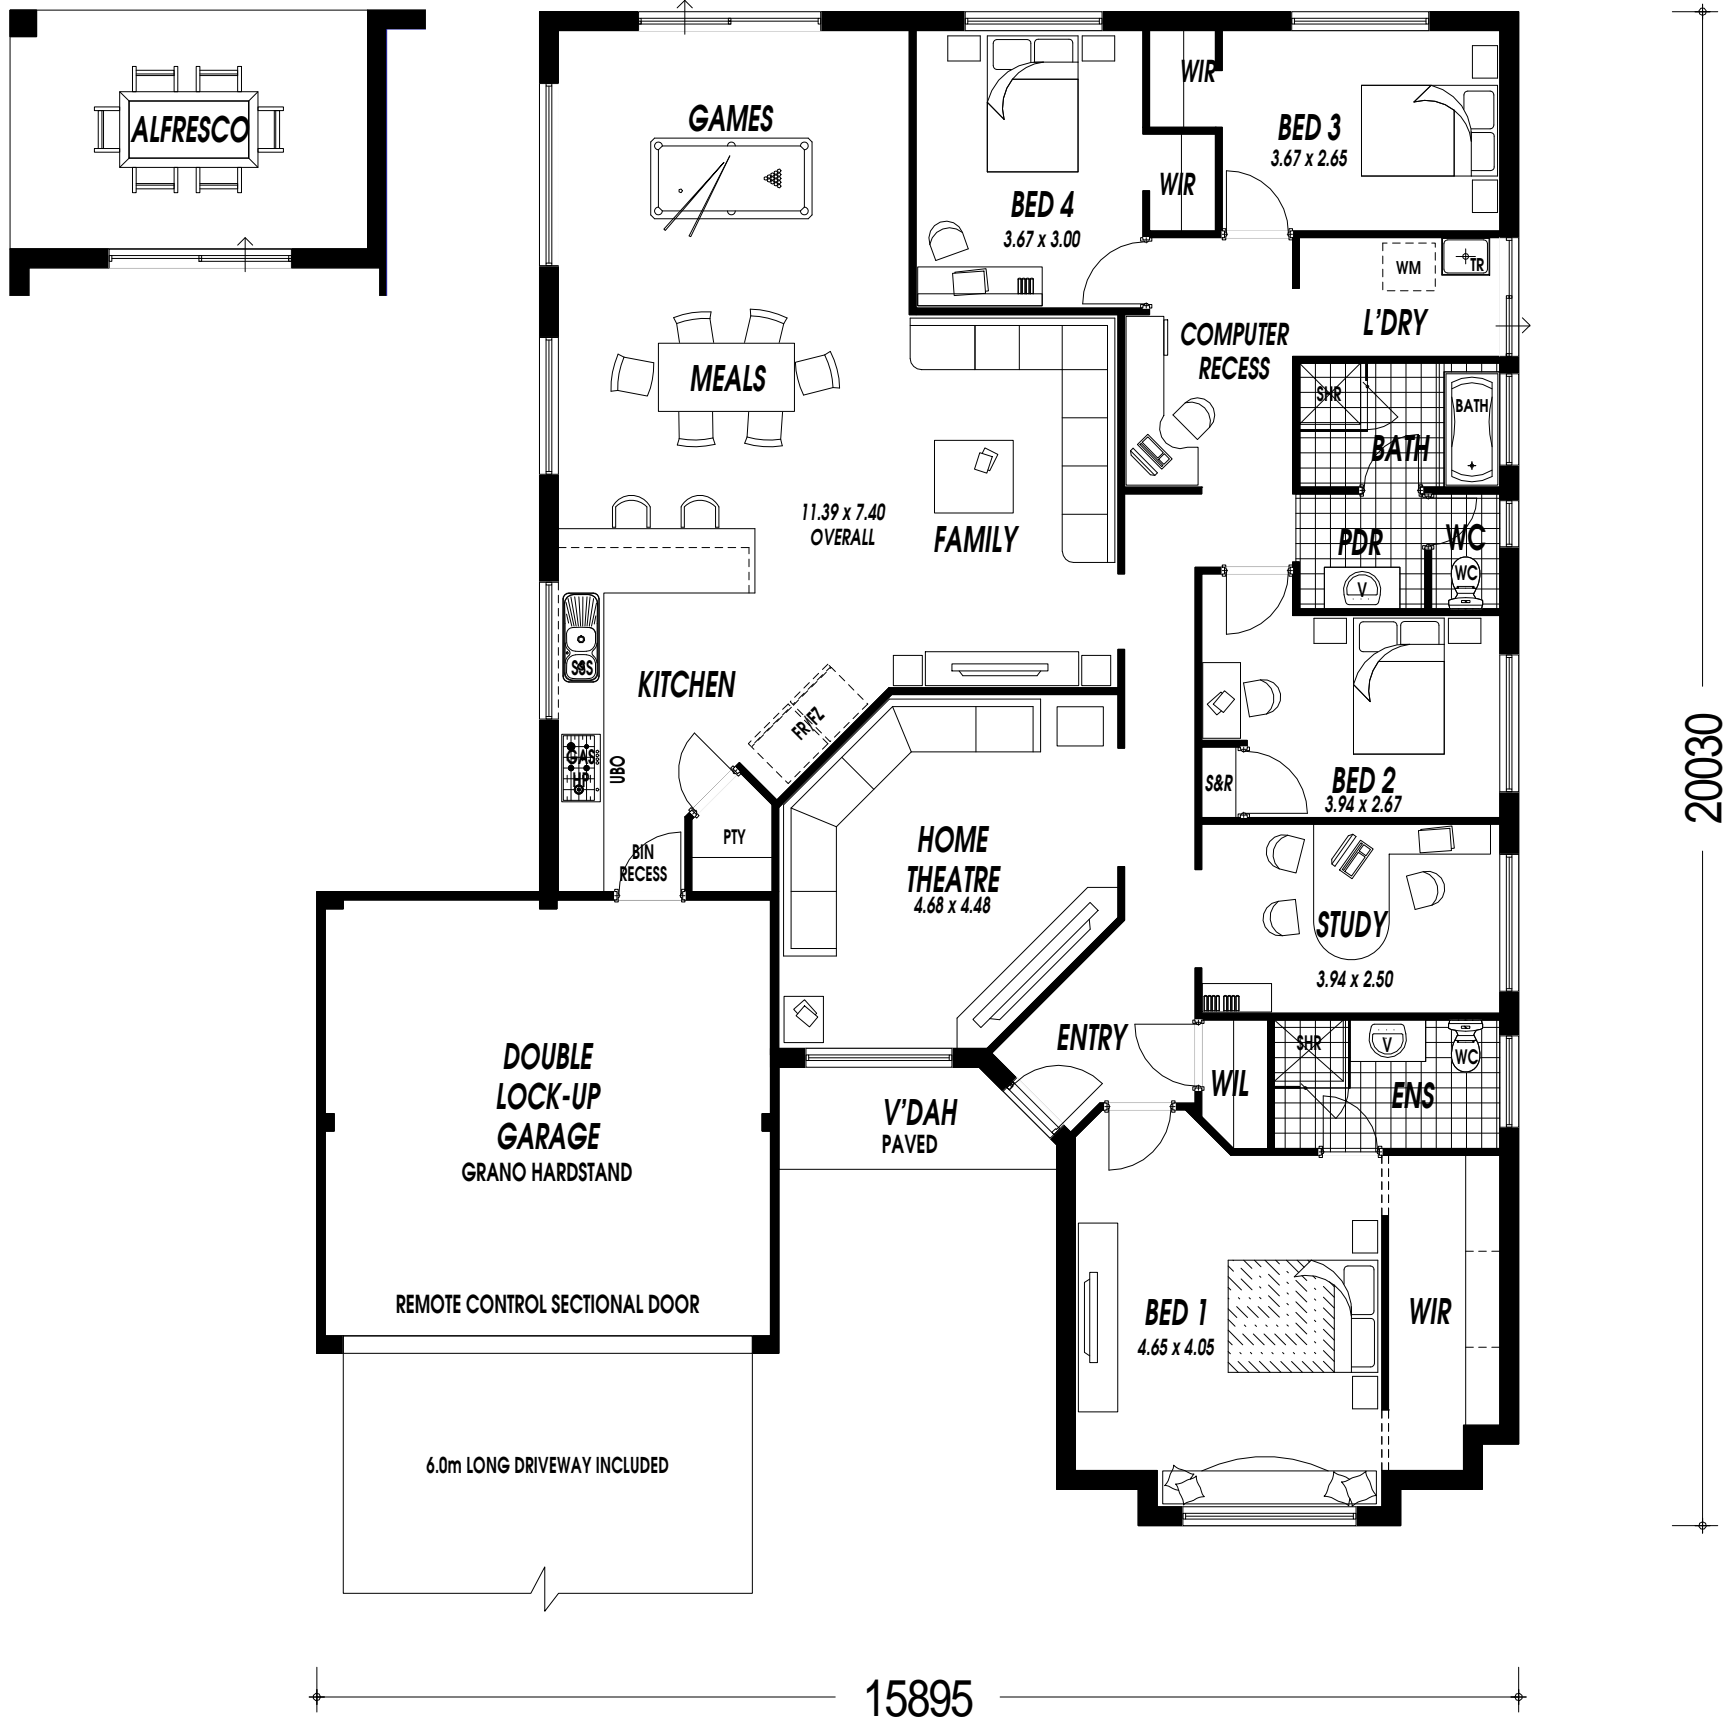 ALFRESCO
GAMES
WIR
BED 3
3.67 x 2.65
WIR
BED 4
3.67 x 3.00
WM
TR
L'DRY
COMPUTER
RECESS
MEALS
SHR
BATH
BATH
11.39 x 7.40
OVERALL
FAMILY
PDR
WC
V
WC
SSS
KITCHEN
FR/FZ
GAS
HP
UBO
S&R
BED 2
3.94 x 2.67
PTY
BIN
RECESS
HOME
THEATRE
4.68 x 4.48
STUDY
3.94 x 2.50
20030
ENTRY
SHR
V
WC
WIL
ENS
DOUBLE
LOCK-UP
GARAGE
GRANO HARDSTAND
V'DAH
PAVED
REMOTE CONTROL SECTIONAL DOOR
BED 1
4.65 x 4.05
WIR
6.0m LONG DRIVEWAY INCLUDED
15895